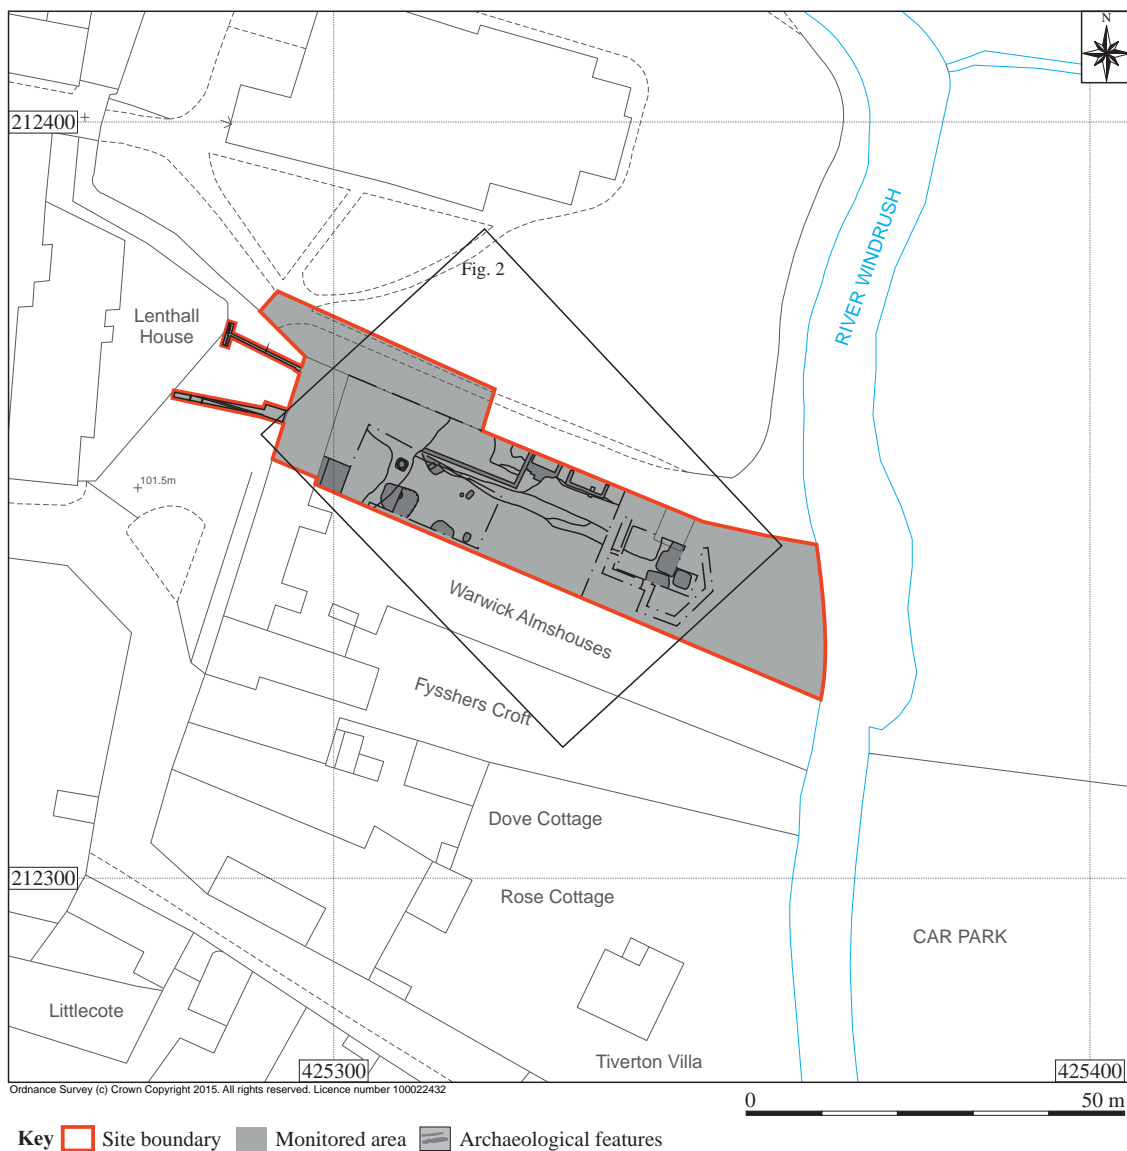 N
212400
RIVER WINDRUSH
Fig. 2
Lenthall
House
101.5m
Warwick Almshouses
Fysshers Croft
Dove Cottage
212300
Rose Cottage
CAR PARK
Littlecote
Tiverton Villa
425300
425400
Ordnance Survey (c) Crown Copyright 2015. All rights reserved. Licence number 100022432
0
50 m
Key Site boundary Monitored area Archaeological features